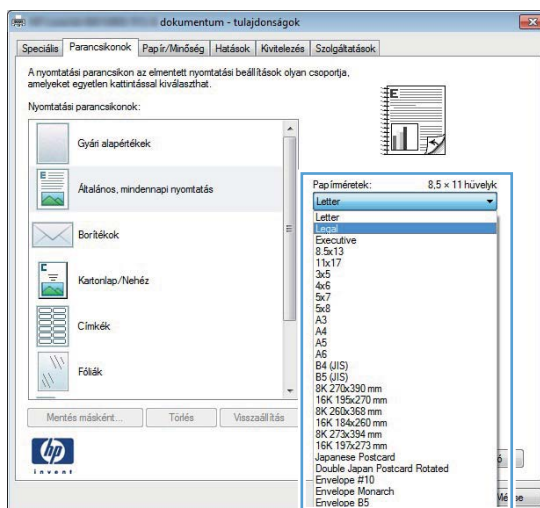 dokumentum - tulajdonságok
Speciális Parancsikonok Papír/Minőség Hatások Kivitelezés Szolgáltatások
A nyomtatási parancsikon az elmentett nyomtatási beállítások olyan csoportja,
amelyeket egyetlen kattintással kiválaszthat.
Nyomtatási parancsikonok:
Gyári alapértékek
Általános, mindennapi nyomtatás
Borítékok
Kartonlap/Nehéz
Címkék
Fóliák
Mentés másként... Törlés Visszaállítás
hp
invent
Papírméretek: 8,5 × 11 hüvelyk
Letter
Letter
Legal
Executive
8.5x13
11x17
3x5
4x6
5x7
5x8
A3
A4
A5
A6
B4 (JIS)
B5 (JIS)
8K 270x390 mm
16K 195x270 mm
8K 260x368 mm
16K 184x260 mm
8K 273x394 mm
16K 197x273 mm
Japanese Postcard
Double Japan Postcard Rotated
Envelope #10
Envelope Monarch
Envelope B5